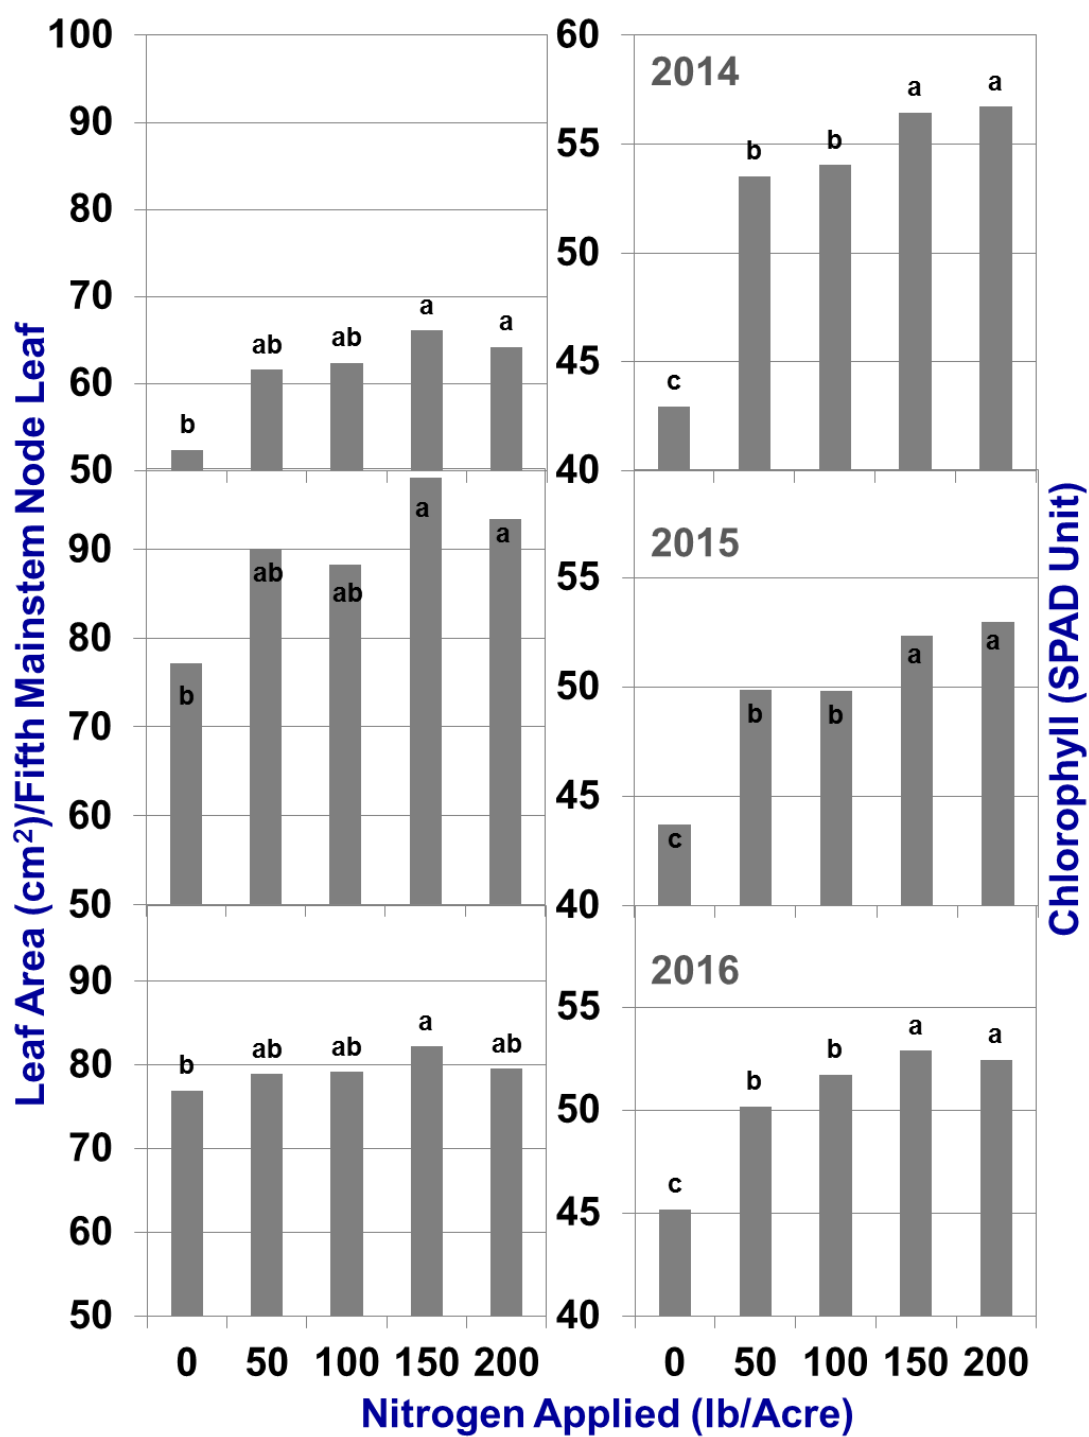 100
90
80
70
60
50
b
ab
ab
a
a
60
55
50
45
40
2014
c
b
b
a
a
90
80
70
60
50
b
ab
ab
a
a
55
50
45
40
2015
c
b
b
a
a
90
80
70
60
50
b
ab
ab
a
ab
55
50
45
40
2016
c
b
b
a
a
0 50 100 150 200
0 50 100 150 200
Nitrogen Applied (lb/Acre)
Leaf Area (cm²)/Fifth Mainstem Node Leaf
Chlorophyll (SPAD Unit)